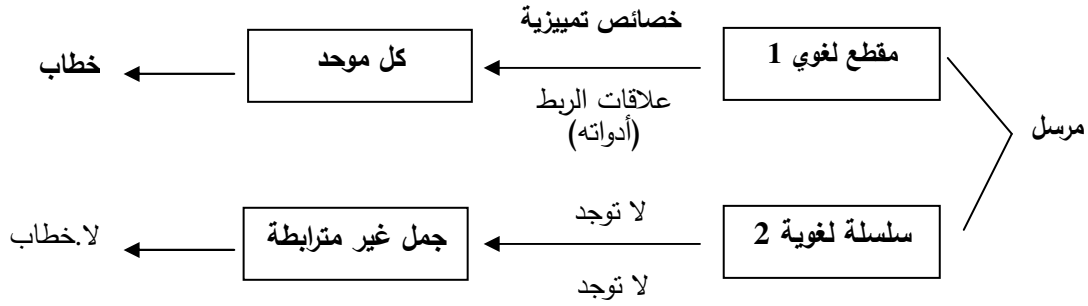 خصائص تمييزية
مقطع لغوي 1
كل موحد
خطاب
علاقات الربط
(أدواته)
مرسل
لا توجد
سلسلة لغوية 2
جمل غير مترابطة
لا.خطاب
لا توجد